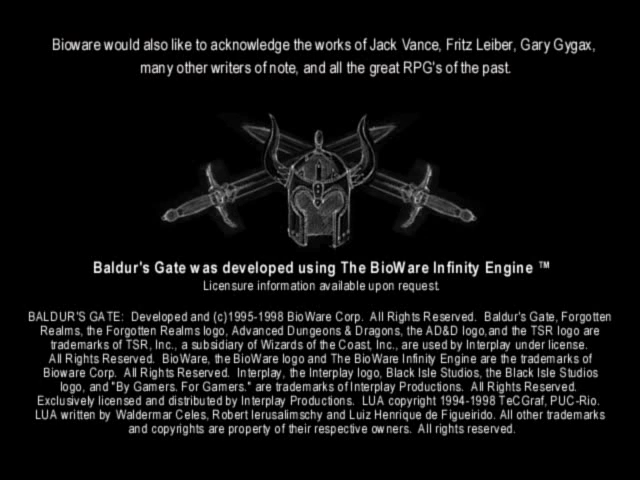 Bioware would also like to acknowledge the works of Jack Vance, Fritz Leiber, Gary Gygax,
many other writers of note, and all the great RPG's of the past.
Baldur's Gate was developed using The BioWare Infinity Engine ™
Licensure information available upon request.
BALDUR'S GATE: Developed and (c)1995-1998 BioWare Corp. All Rights Reserved. Baldur's Gate, Forgotten
Realms, the Forgotten Realms logo, Advanced Dungeons & Dragons, the AD&D logo,and the TSR logo are
trademarks of TSR, Inc., a subsidiary of Wizards of the Coast, Inc., are used by Interplay under license.
All Rights Reserved. BioWare, the BioWare logo and The BioWare Infinity Engine are the trademarks of
Bioware Corp. All Rights Reserved. Interplay, the Interplay logo, Black Isle Studios, the Black Isle Studios
logo, and "By Gamers. For Gamers." are trademarks of Interplay Productions. All Rights Reserved.
Exclusively licensed and distributed by Interplay Productions. LUA copyright 1994-1998 TeCGraf, PUC-Rio.
LUA written by Waldermar Celes, Robert Ierusalimschy and Luiz Henrique de Figueirido. All other trademarks
and copyrights are property of their respective owners. All rights reserved.